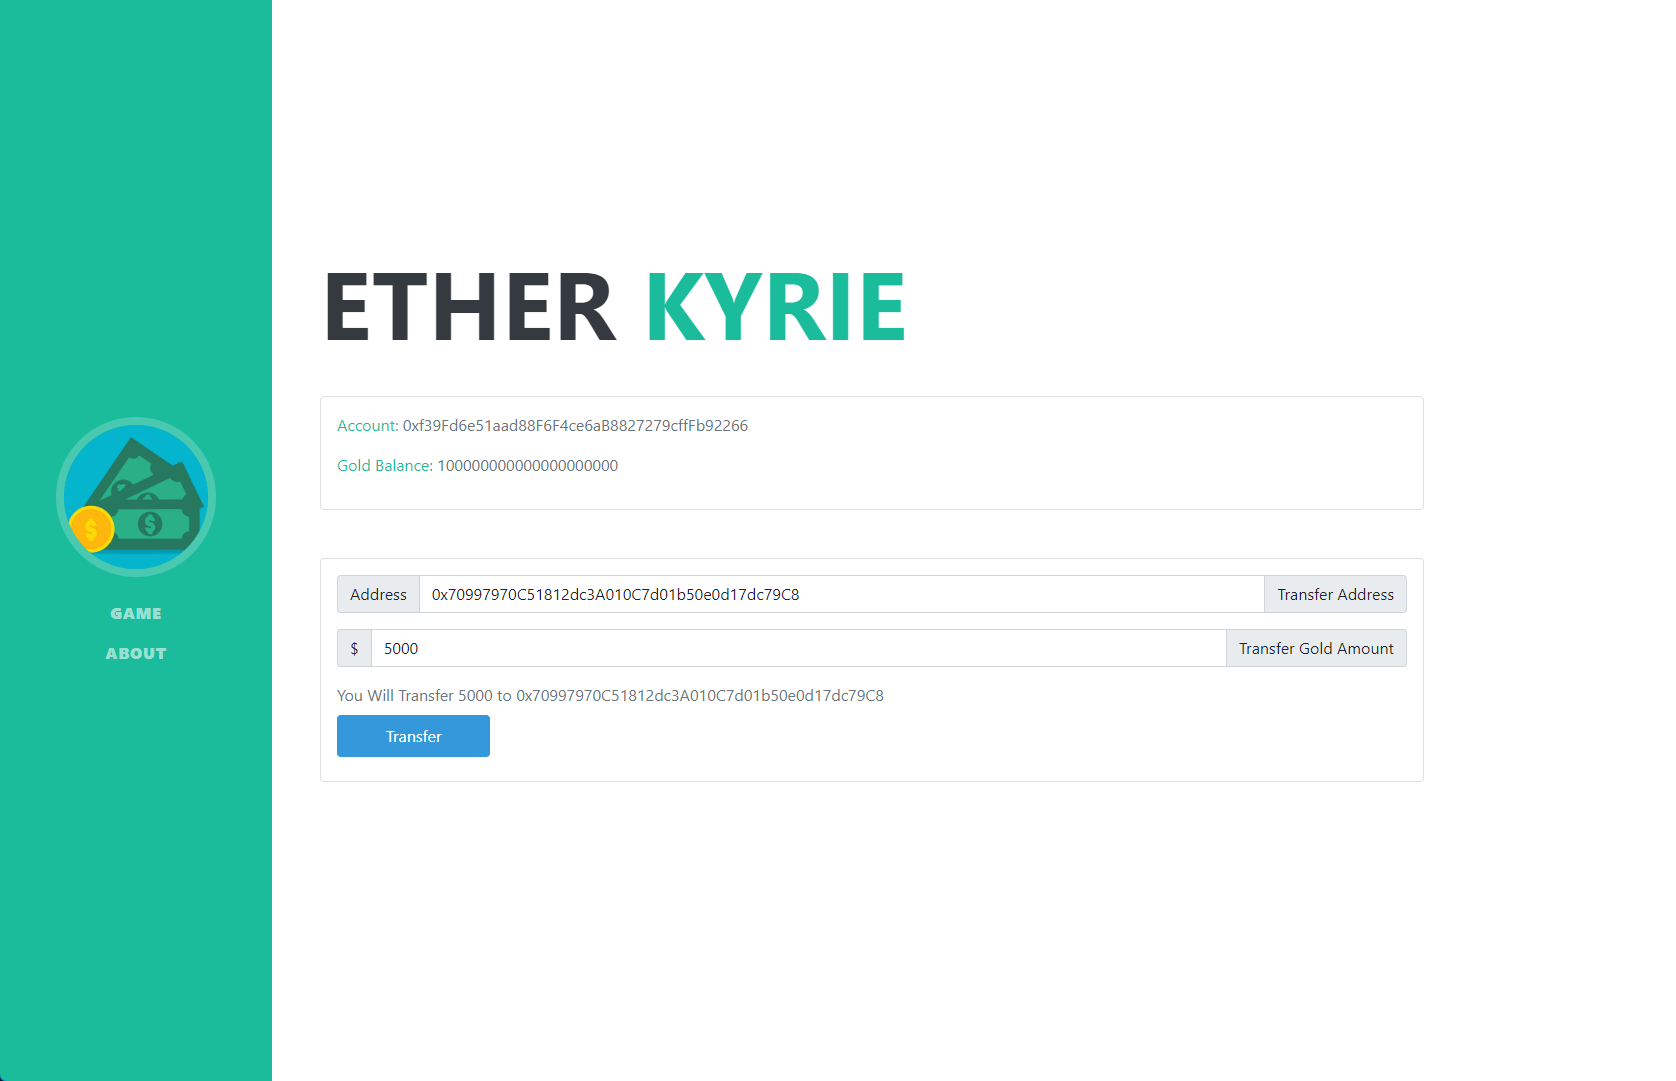 ETHER KYRIE
Account: 0xf39Fd6e51aad88F6F4ce6aB8827279cffFb92266
Gold Balance: 100000000000000000000
GAME
ABOUT
Address 0x70997970C51812dc3A010C7d01b50e0d17dc79C8 Transfer Address
$ 5000 Transfer Gold Amount
You Will Transfer 5000 to 0x70997970C51812dc3A010C7d01b50e0d17dc79C8
Transfer